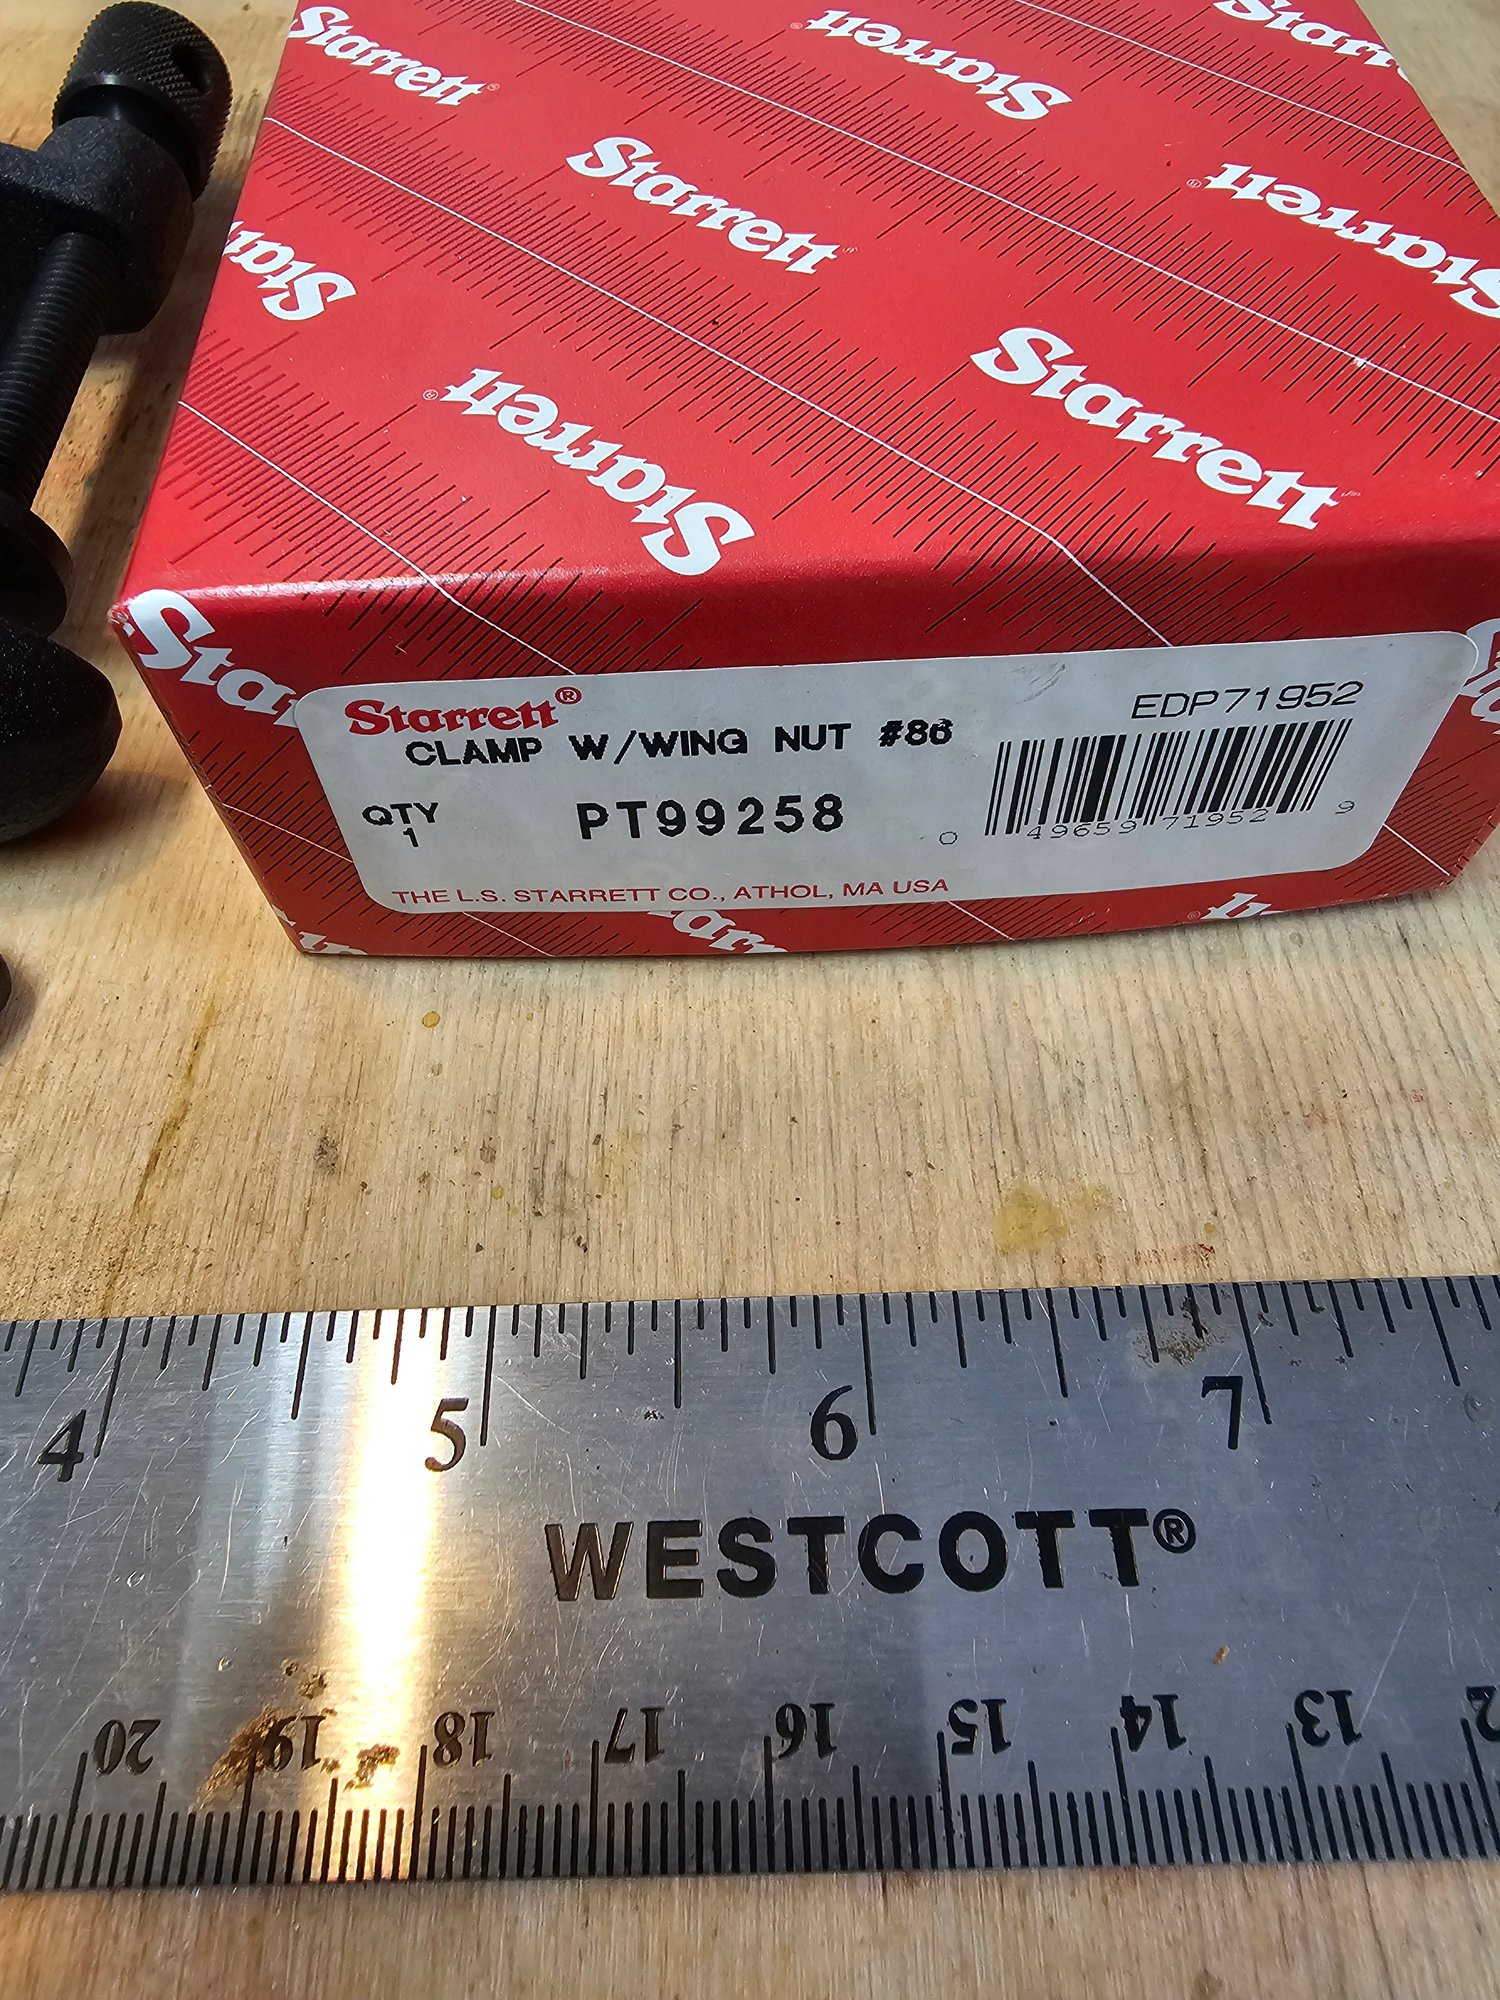 Starrett®
Starrett®
Starrett
Starrett
Starrett®
Starrett
Starrett
Starrett®
Starrett
Starrett® EDP71952
CLAMP W/WING NUT #86
QTY PT99258
1
0 49659 71952 9
THE L.S. STARRETT CO., ATHOL, MA USA
4 5 6 7
WESTCOTT®
20 19 18 17 16 15 14 13